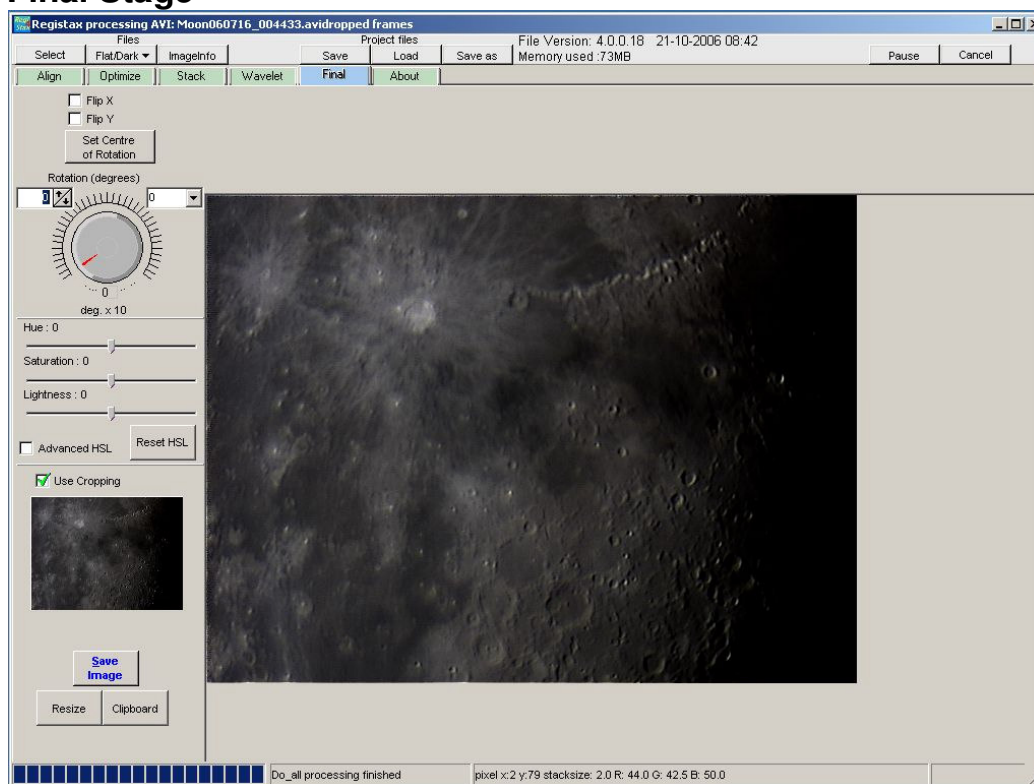 Final Stage
Registax processing AVI: Moon060716_004433.avidropped frames
Files
Project files
File Version: 4.0.0.18 21-10-2006 08:42
Select Flat/Dark ImageInfo Save Load Save as Memory used :73MB Pause Cancel
Align Optimize Stack Wavelet Final About
Flip X
Flip Y
Set Centre
of Rotation
Rotation (degrees)
0 0
0
deg. x 10
Hue : 0
Saturation : 0
Lightness : 0
Advanced HSL Reset HSL
Use Cropping
Save
Image
Resize Clipboard
Do_all processing finished pixel x:2 y:79 stacksize: 2.0 R: 44.0 G: 42.5 B: 50.0